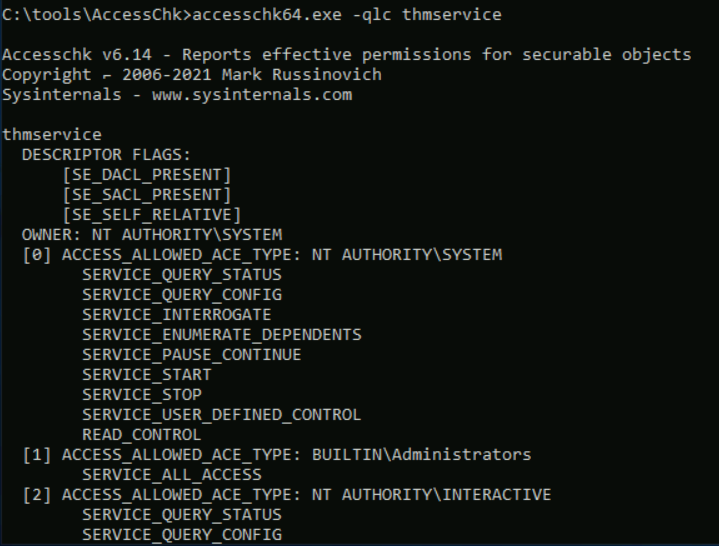 C:\tools\AccessChk>accesschk64.exe -qlc thmservice
Accesschk v6.14 - Reports effective permissions for securable objects
Copyright ⌐ 2006-2021 Mark Russinovich
Sysinternals - www.sysinternals.com
thmservice
DESCRIPTOR FLAGS:
[SE_DACL_PRESENT]
[SE_SACL_PRESENT]
[SE_SELF_RELATIVE]
OWNER: NT AUTHORITY\SYSTEM
[0] ACCESS_ALLOWED_ACE_TYPE: NT AUTHORITY\SYSTEM
SERVICE_QUERY_STATUS
SERVICE_QUERY_CONFIG
SERVICE_INTERROGATE
SERVICE_ENUMERATE_DEPENDENTS
SERVICE_PAUSE_CONTINUE
SERVICE_START
SERVICE_STOP
SERVICE_USER_DEFINED_CONTROL
READ_CONTROL
[1] ACCESS_ALLOWED_ACE_TYPE: BUILTIN\Administrators
SERVICE_ALL_ACCESS
[2] ACCESS_ALLOWED_ACE_TYPE: NT AUTHORITY\INTERACTIVE
SERVICE_QUERY_STATUS
SERVICE_QUERY_CONFIG